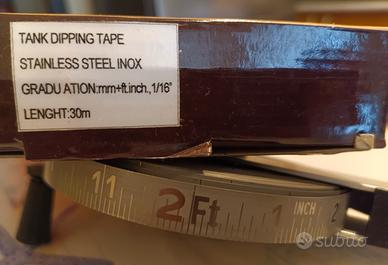 TANK DIPPING TAPE
STAINLESS STEEL INOX
GRADU ATION:mm+ft.inch.,1/16"
LENGHT:30m
11 2Ft 1 INCH 2
subito